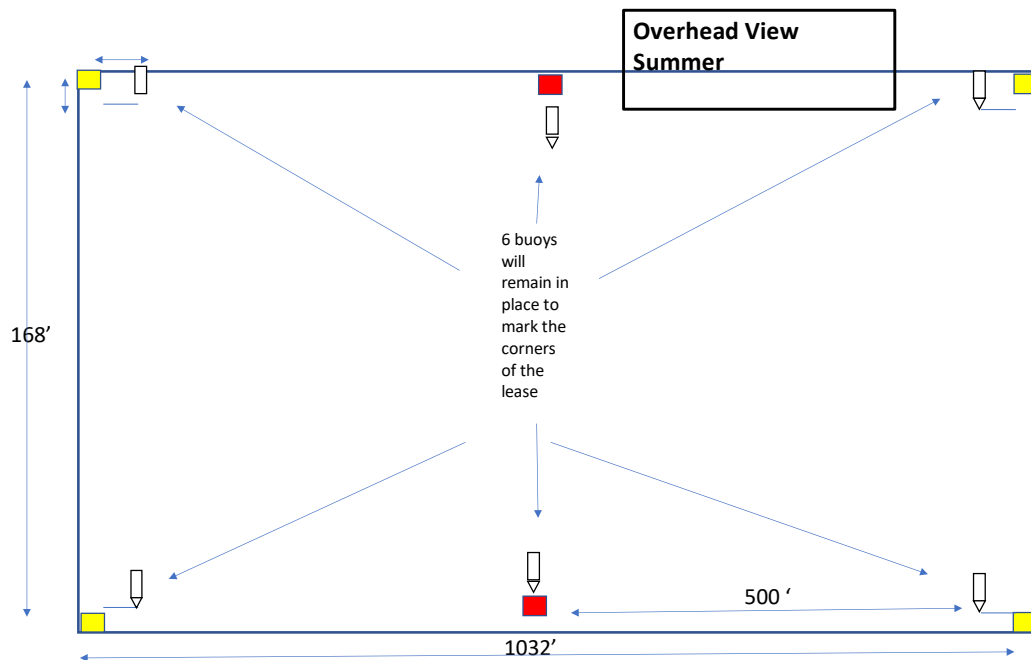 Overhead View
Summer
6 buoys
will
remain in
place to
mark the
corners
of the
lease
168’
500 ‘
1032’